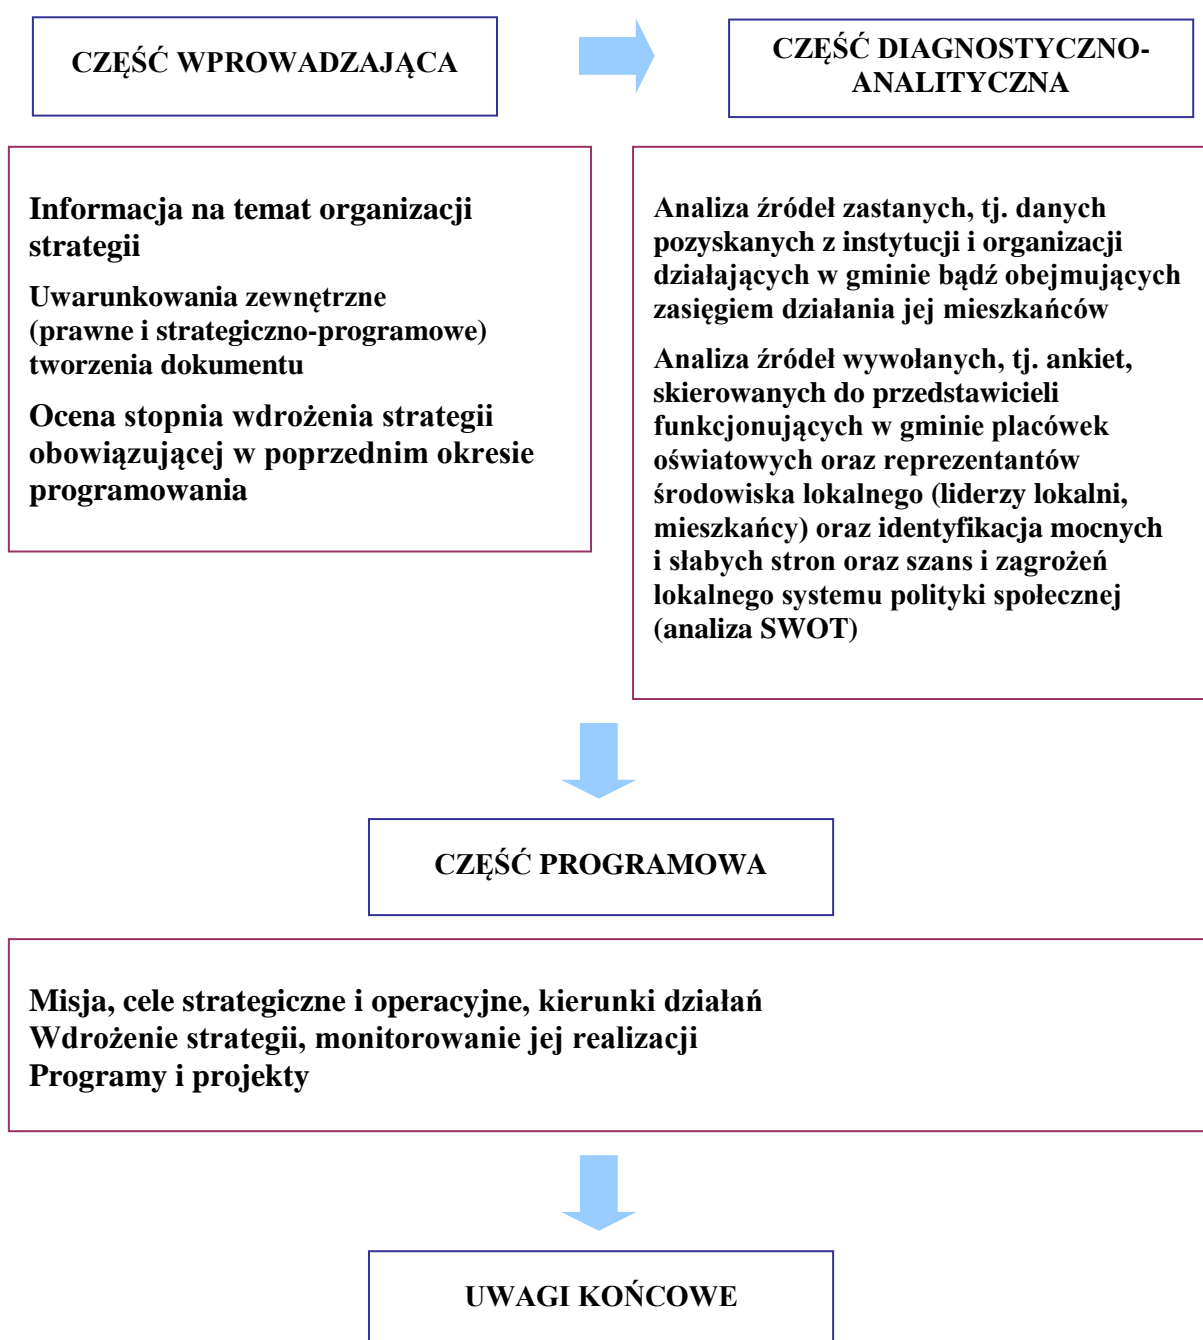 CZĘŚĆ WPROWADZAJĄCA
CZĘŚĆ DIAGNOSTYCZNO-
ANALITYCZNA
Informacja na temat organizacji
strategii
Uwarunkowania zewnętrzne
(prawne i strategiczno-programowe)
tworzenia dokumentu
Ocena stopnia wdrożenia strategii
obowiązującej w poprzednim okresie
programowania
Analiza źródeł zastanych, tj. danych
pozyskanych z instytucji i organizacji
działających w gminie bądź obejmujących
zasięgiem działania jej mieszkańców
Analiza źródeł wywołanych, tj. ankiet,
skierowanych do przedstawicieli
funkcjonujących w gminie placówek
oświatowych oraz reprezentantów
środowiska lokalnego (liderzy lokalni,
mieszkańcy) oraz identyfikacja mocnych
i słabych stron oraz szans i zagrożeń
lokalnego systemu polityki społecznej
(analiza SWOT)
CZĘŚĆ PROGRAMOWA
Misja, cele strategiczne i operacyjne, kierunki działań
Wdrożenie strategii, monitorowanie jej realizacji
Programy i projekty
UWAGI KOŃCOWE